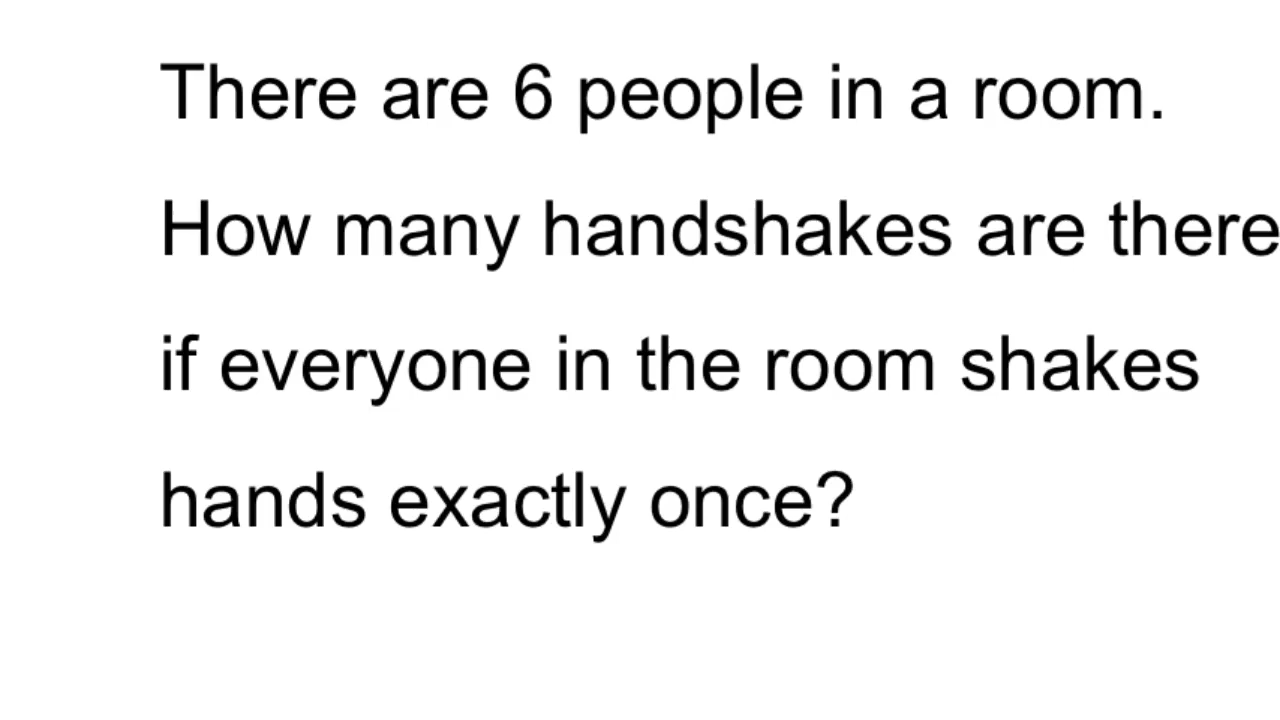 There are 6 people in a room.
How many handshakes are there
if everyone in the room shakes
hands exactly once?